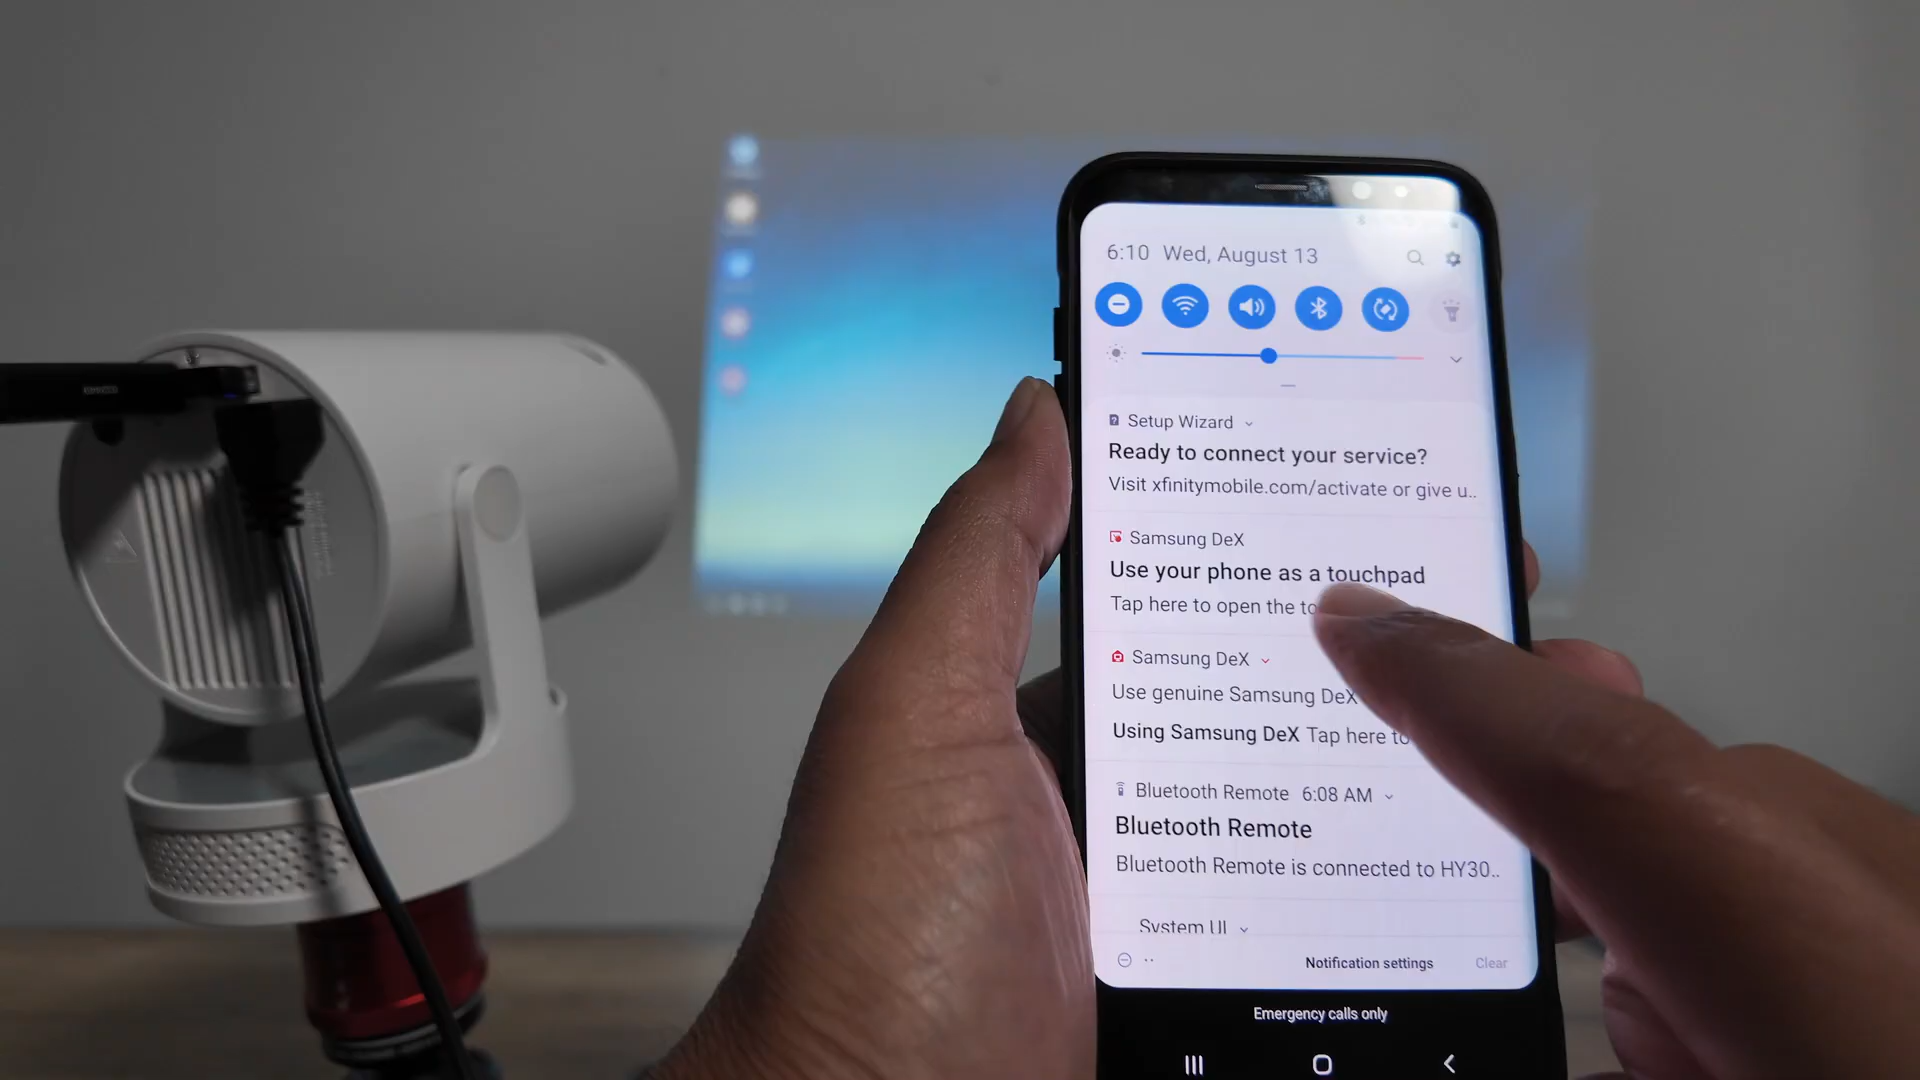 6:10 Wed, August 13
Setup Wizard
Ready to connect your service?
Visit xfinitymobile.com/activate or give u..
Samsung DeX
Use your phone as a touchpad
Tap here to open the
Samsung DeX
Use genuine Samsung DeX
Using Samsung DeX Tap here to
Bluetooth Remote 6:08 AM
Bluetooth Remote
Bluetooth Remote is connected to HY30..
System UI
Notification settings
Clear
Emergency calls only